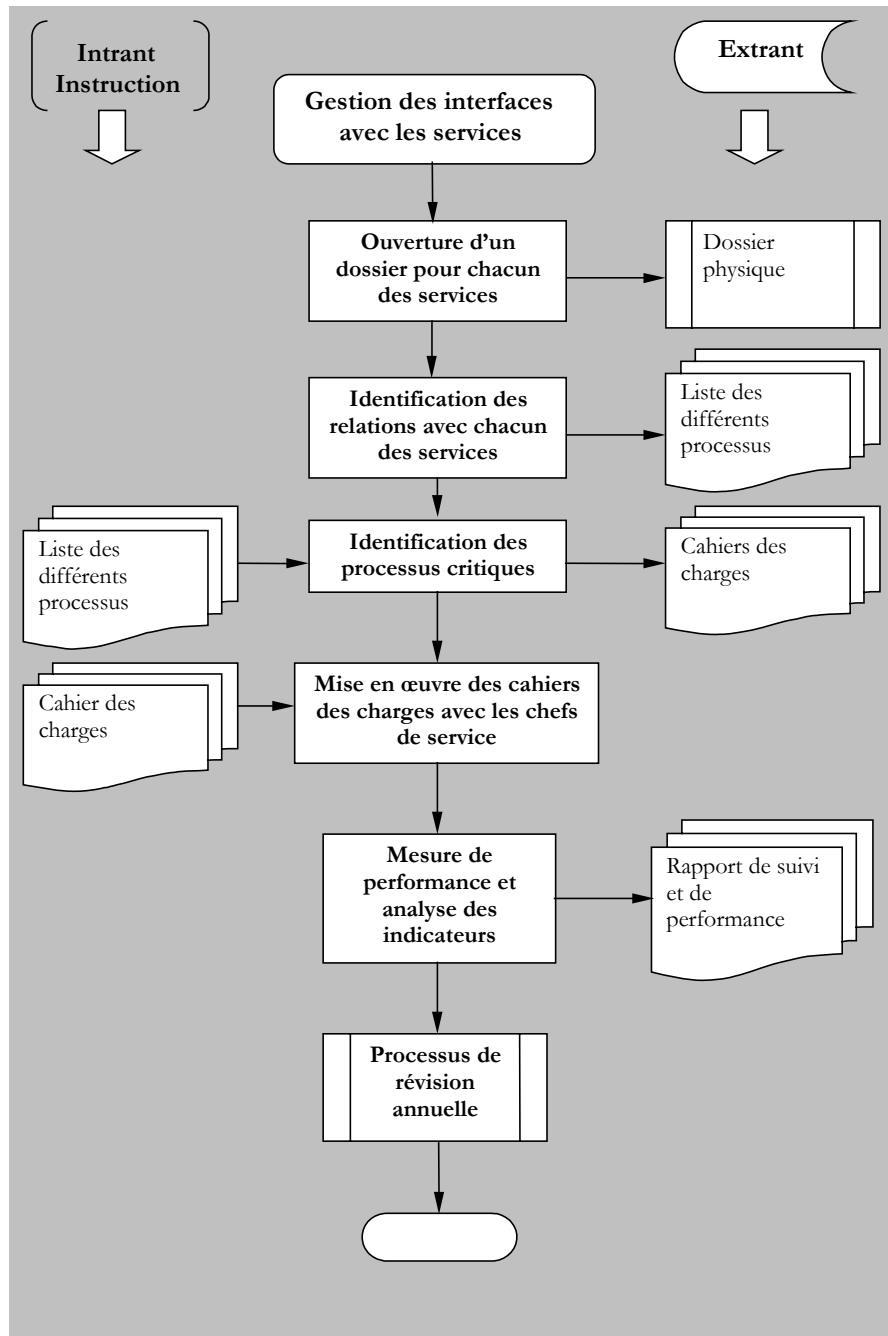 Intrant
Instruction
Extrant
Gestion des interfaces
avec les services
Ouverture d'un
dossier pour chacun
des services
Dossier
physique
Identification des
relations avec chacun
des services
Liste des
différents
processus
Liste des
différents
processus
Identification des
processus critiques
Cahiers des
charges
Cahier des
charges
Mise en œuvre des cahiers
des charges avec les chefs
de service
Mesure de
performance et
analyse des
indicateurs
Rapport de suivi
et de
performance
Processus de
révision
annuelle